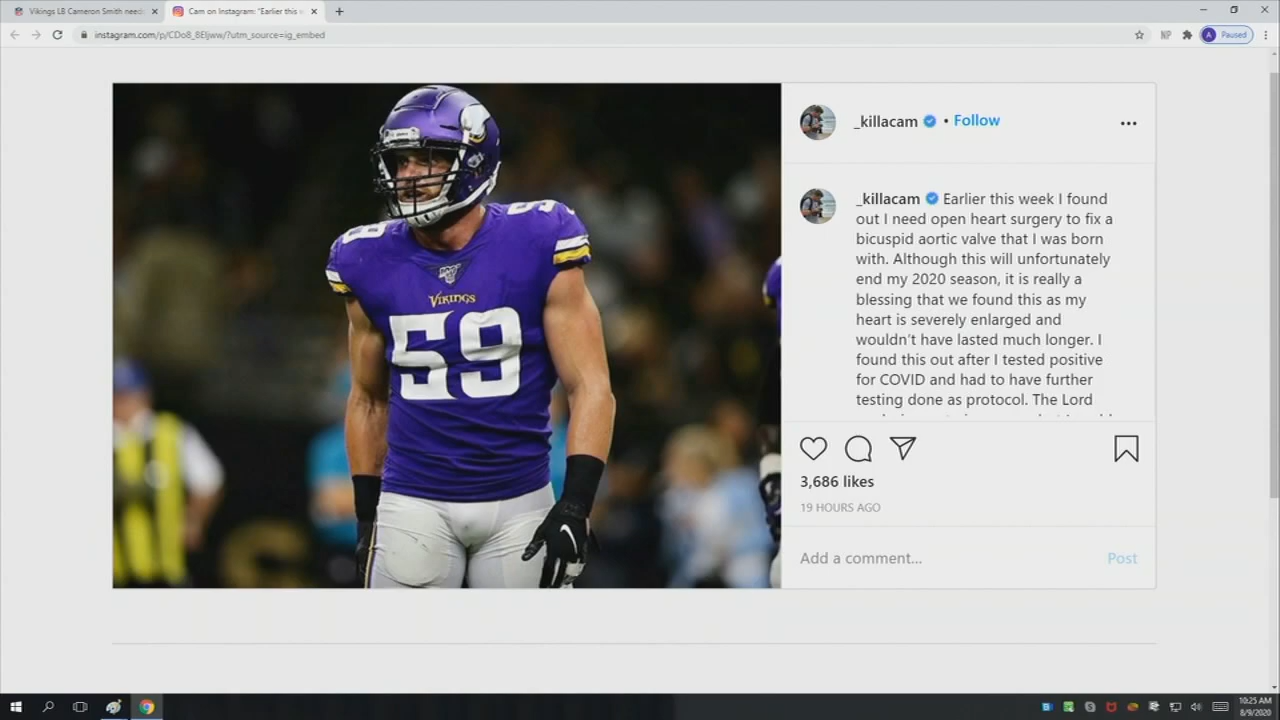 Vikings LB Cameron Smith needs
Cam on Instagram: "Earlier this w
instagram.com/p/CDo8_8Eljww/?utm_source=ig_embed
NP
A
Paused
_killacam • Follow
_killacam Earlier this week I found
out I need open heart surgery to fix a
bicuspid aortic valve that I was born
with. Although this will unfortunately
end my 2020 season, it is really a
blessing that we found this as my
heart is severely enlarged and
wouldn't have lasted much longer. I
found this out after I tested positive
for COVID and had to have further
testing done as protocol. The Lord
59
VIKINGS
59
3,686 likes
19 HOURS AGO
Add a comment...
Post
10:25 AM
8/9/2020